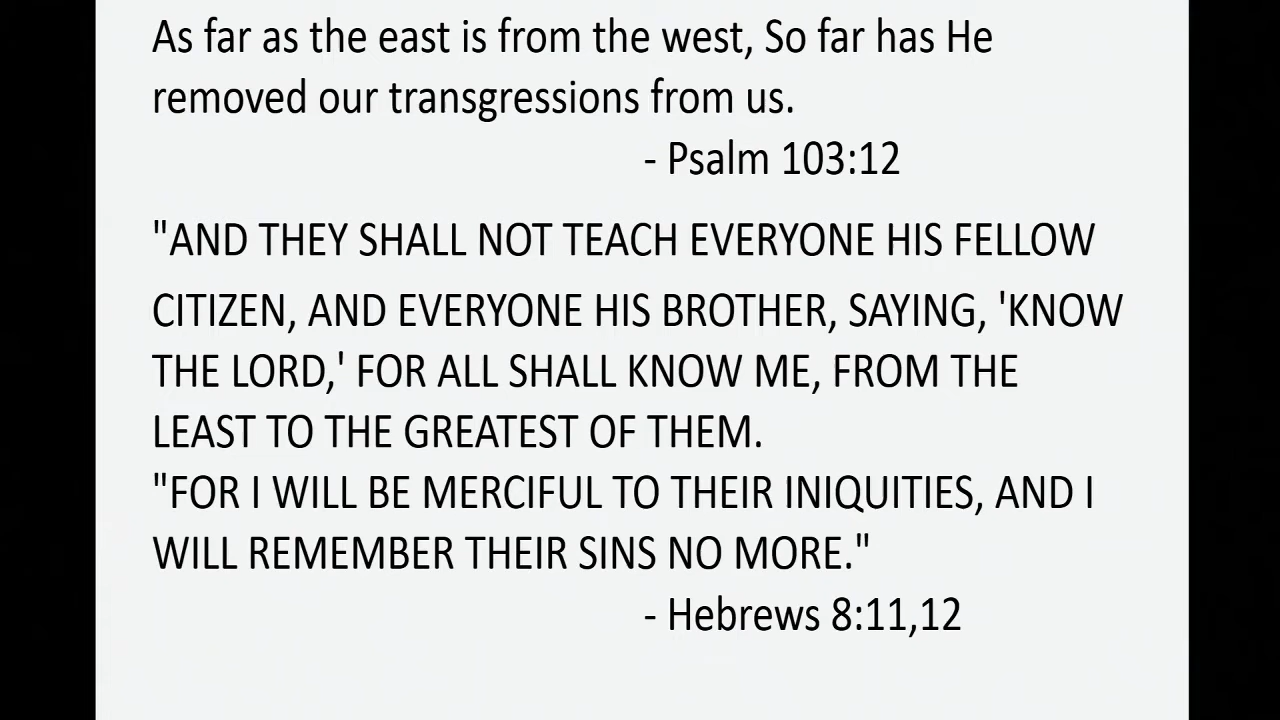 As far as the east is from the west, So far has He
removed our transgressions from us.
- Psalm 103:12
"AND THEY SHALL NOT TEACH EVERYONE HIS FELLOW
CITIZEN, AND EVERYONE HIS BROTHER, SAYING, 'KNOW
THE LORD,' FOR ALL SHALL KNOW ME, FROM THE
LEAST TO THE GREATEST OF THEM.
"FOR I WILL BE MERCIFUL TO THEIR INIQUITIES, AND I
WILL REMEMBER THEIR SINS NO MORE."
- Hebrews 8:11,12